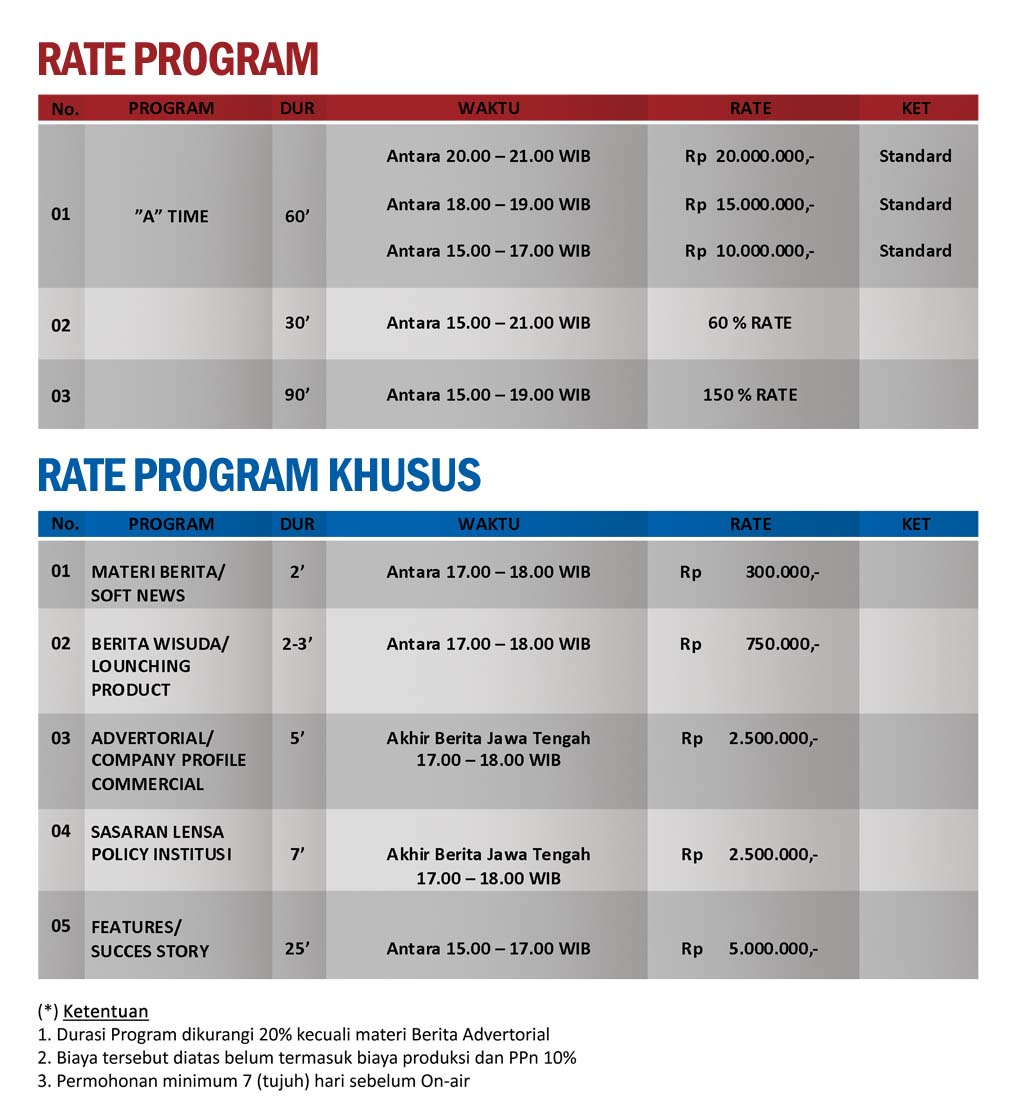 RATE PROGRAM
No. PROGRAM DUR WAKTU RATE KET
Antara 20.00 – 21.00 WIB Rp 20.000.000,- Standard
Antara 18.00 – 19.00 WIB Rp 15.000.000,- Standard
01 ”A” TIME 60’
Antara 15.00 – 17.00 WIB Rp 10.000.000,- Standard
02 30’ Antara 15.00 – 21.00 WIB 60 % RATE
03 90’ Antara 15.00 – 19.00 WIB 150 % RATE
RATE PROGRAM KHUSUS
No. PROGRAM DUR WAKTU RATE KET
01 MATERI BERITA/ 2’ Antara 17.00 – 18.00 WIB Rp 300.000,-
SOFT NEWS
02 BERITA WISUDA/ 2-3’ Antara 17.00 – 18.00 WIB Rp 750.000,-
LOUNCHING
PRODUCT
03 ADVERTORIAL/ 5’ Akhir Berita Jawa Tengah Rp 2.500.000,-
COMPANY PROFILE 17.00 – 18.00 WIB
COMMERCIAL
04 SASARAN LENSA
POLICY INSTITUSI 7’ Akhir Berita Jawa Tengah Rp 2.500.000,-
17.00 – 18.00 WIB
05 FEATURES/
SUCCES STORY 25’ Antara 15.00 – 17.00 WIB Rp 5.000.000,-
(*) Ketentuan
1. Durasi Program dikurangi 20% kecuali materi Berita Advertorial
2. Biaya tersebut diatas belum termasuk biaya produksi dan PPn 10%
3. Permohonan minimum 7 (tujuh) hari sebelum On-air